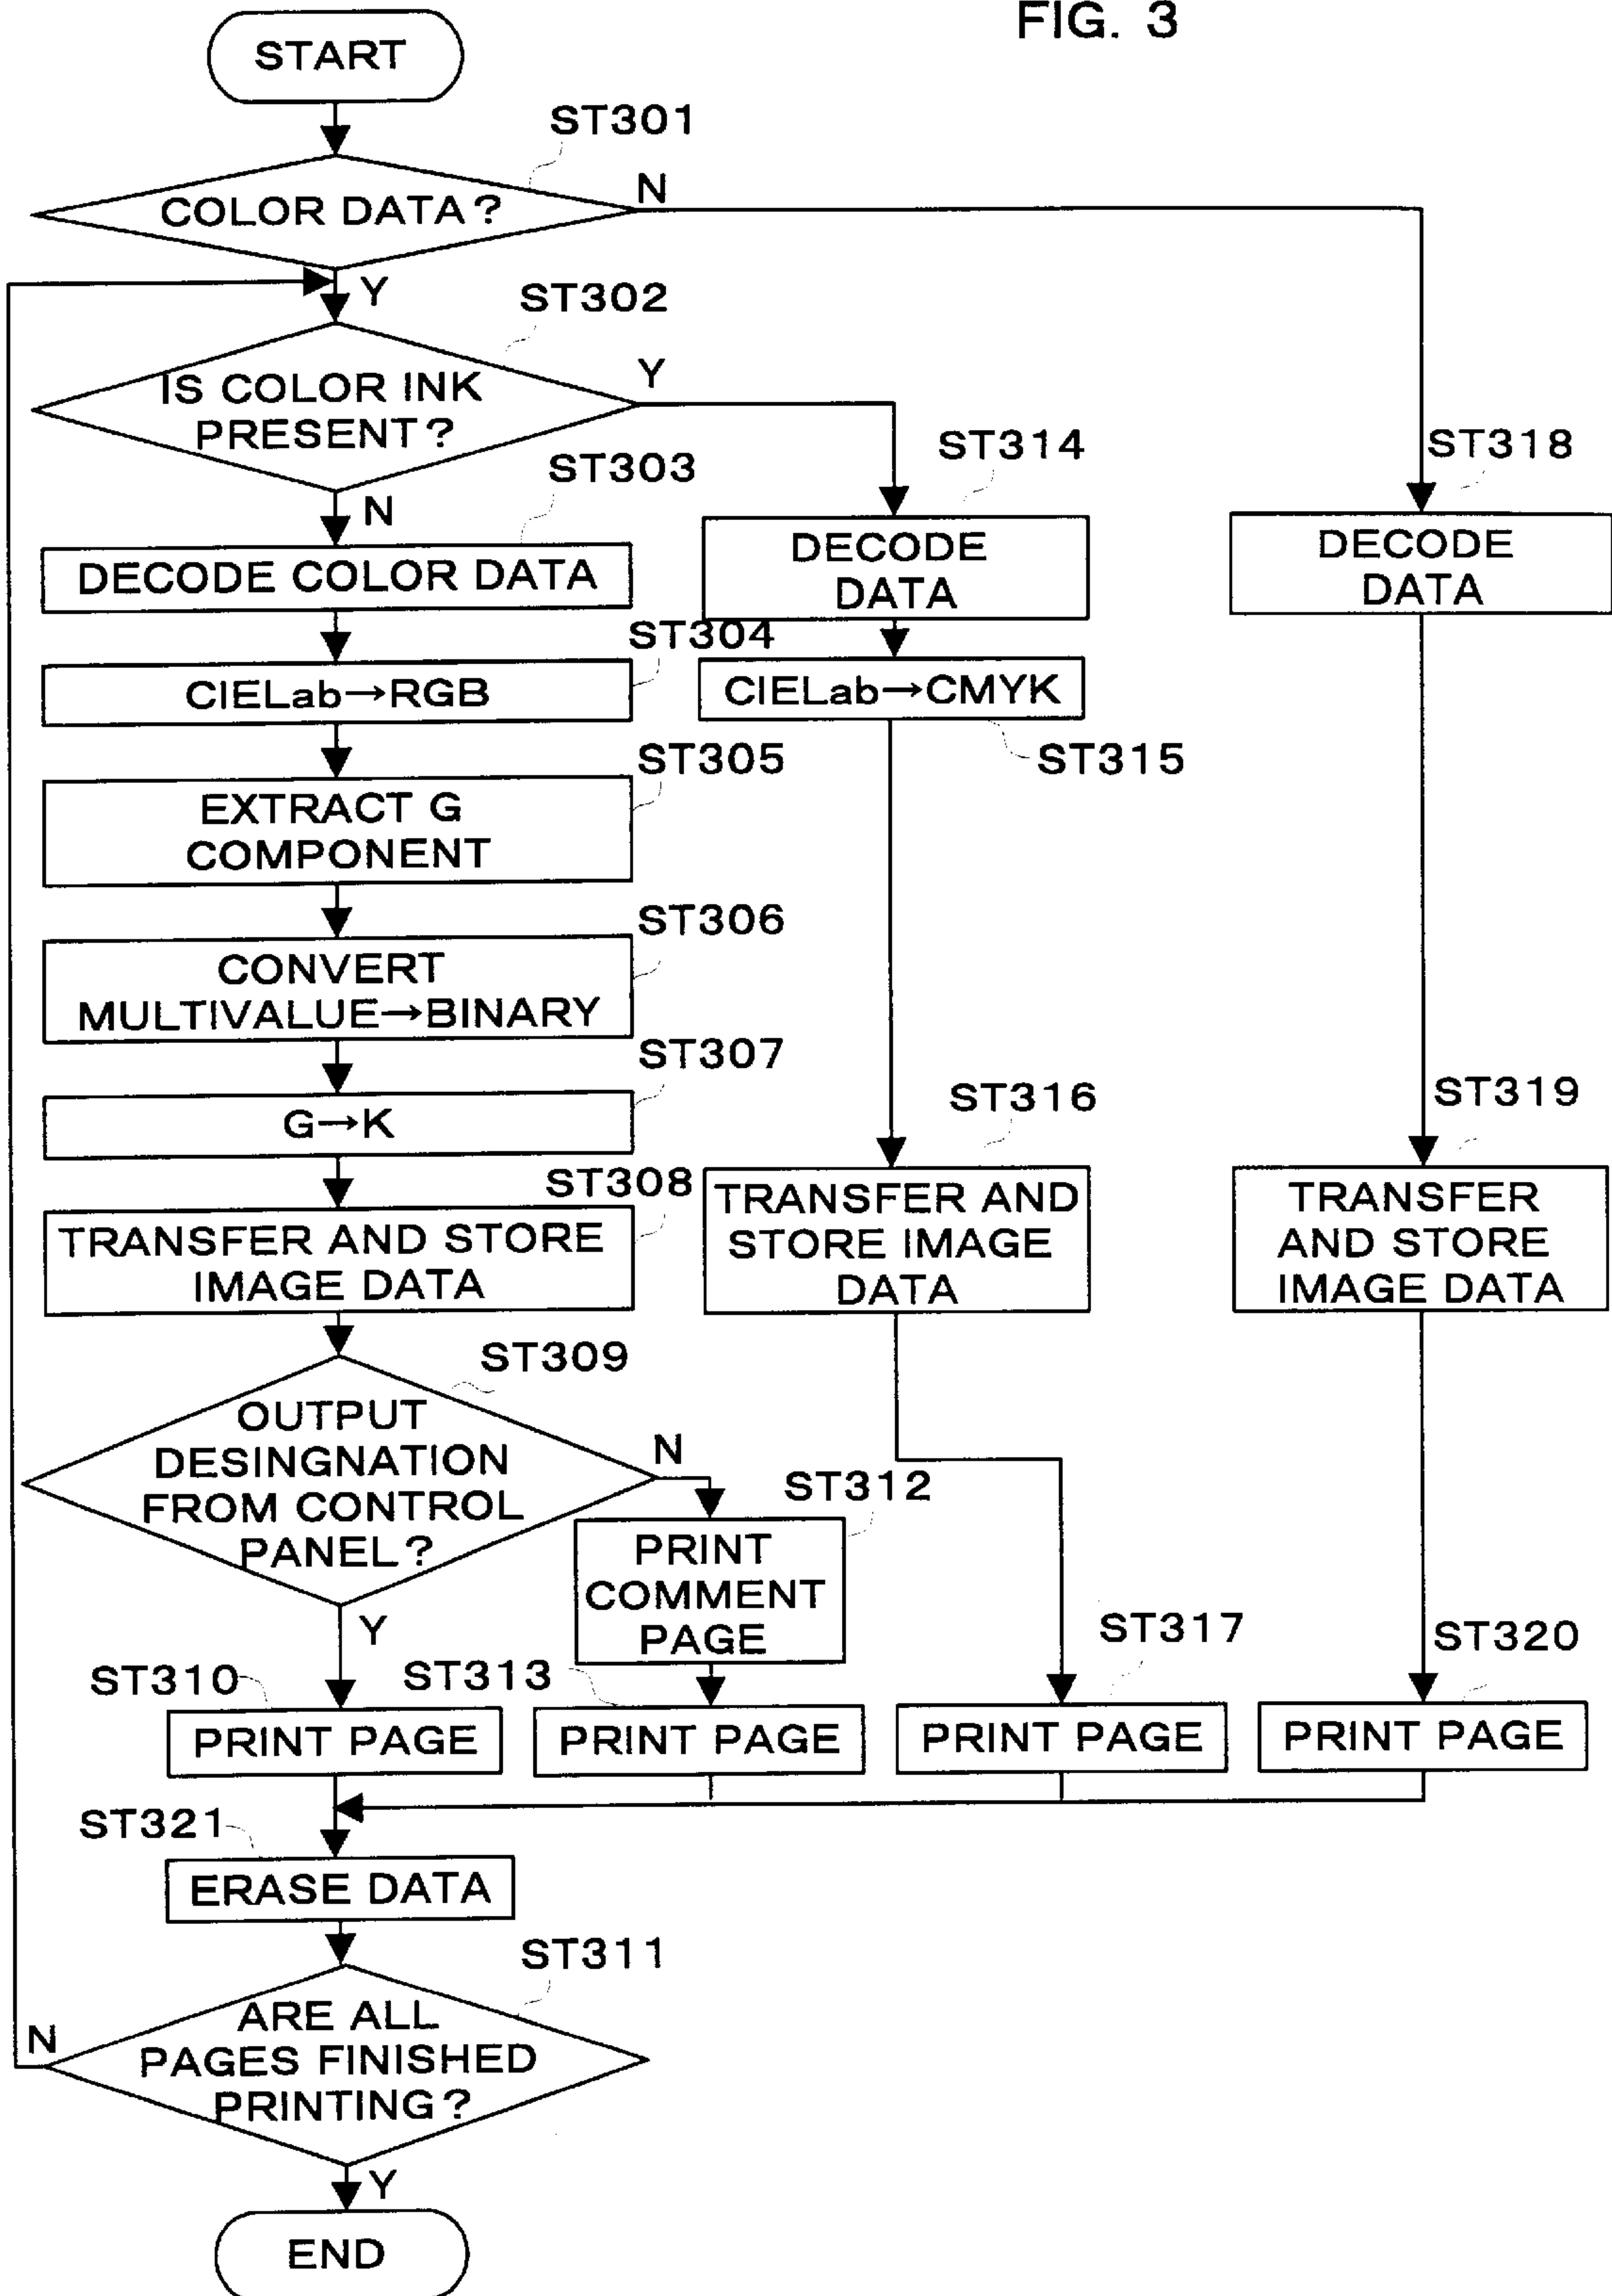 FIG. 3
START
ST301
COLOR DATA?
N
Y
ST302
IS COLOR INK
PRESENT?
Y
N
ST303
DECODE COLOR DATA
ST304
CIELab→RGB
ST305
EXTRACT G
COMPONENT
ST306
CONVERT
MULTIVALUE→BINARY
ST307
G→K
ST308
TRANSFER AND STORE
IMAGE DATA
ST309
OUTPUT
DESINGNATION
FROM CONTROL
PANEL?
N
Y
ST312
PRINT
COMMENT
PAGE
ST310
PRINT PAGE
ST313
PRINT PAGE
ST314
DECODE
DATA
CIELab→CMYK
ST315
ST316
TRANSFER AND
STORE IMAGE
DATA
ST317
PRINT PAGE
ST318
DECODE
DATA
ST319
TRANSFER
AND STORE
IMAGE DATA
ST320
PRINT PAGE
ST321
ERASE DATA
ST311
ARE ALL
PAGES FINISHED
PRINTING?
N
Y
END